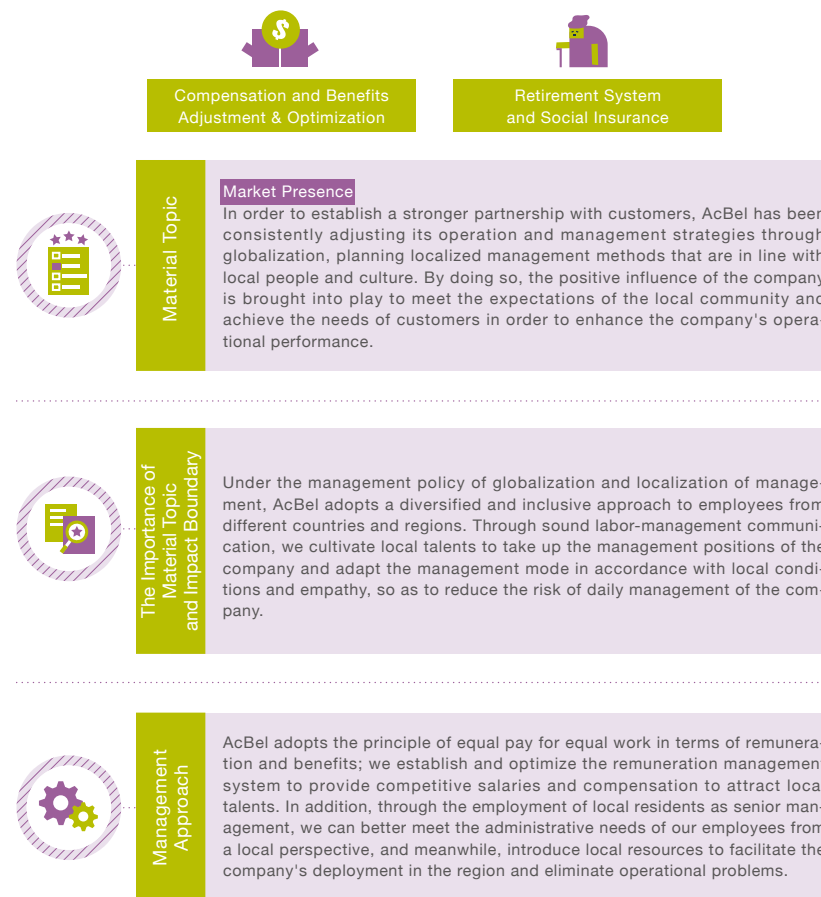 Compensation and Benefits
Adjustment & Optimization
Retirement System
and Social Insurance
Material Topic
Market Presence
In order to establish a stronger partnership with customers, AcBel has been
consistently adjusting its operation and management strategies through
globalization, planning localized management methods that are in line with
local people and culture. By doing so, the positive influence of the company
is brought into play to meet the expectations of the local community and
achieve the needs of customers in order to enhance the company's opera-
tional performance.
The Importance of
Material Topic
and Impact Boundary
Under the management policy of globalization and localization of manage-
ment, AcBel adopts a diversified and inclusive approach to employees from
different countries and regions. Through sound labor-management communi-
cation, we cultivate local talents to take up the management positions of the
company and adapt the management mode in accordance with local condi-
tions and empathy, so as to reduce the risk of daily management of the com-
pany.
Management
Approach
AcBel adopts the principle of equal pay for equal work in terms of remunera-
tion and benefits; we establish and optimize the remuneration management
system to provide competitive salaries and compensation to attract local
talents. In addition, through the employment of local residents as senior man-
agement, we can better meet the administrative needs of our employees from
a local perspective, and meanwhile, introduce local resources to facilitate the
company's deployment in the region and eliminate operational problems.